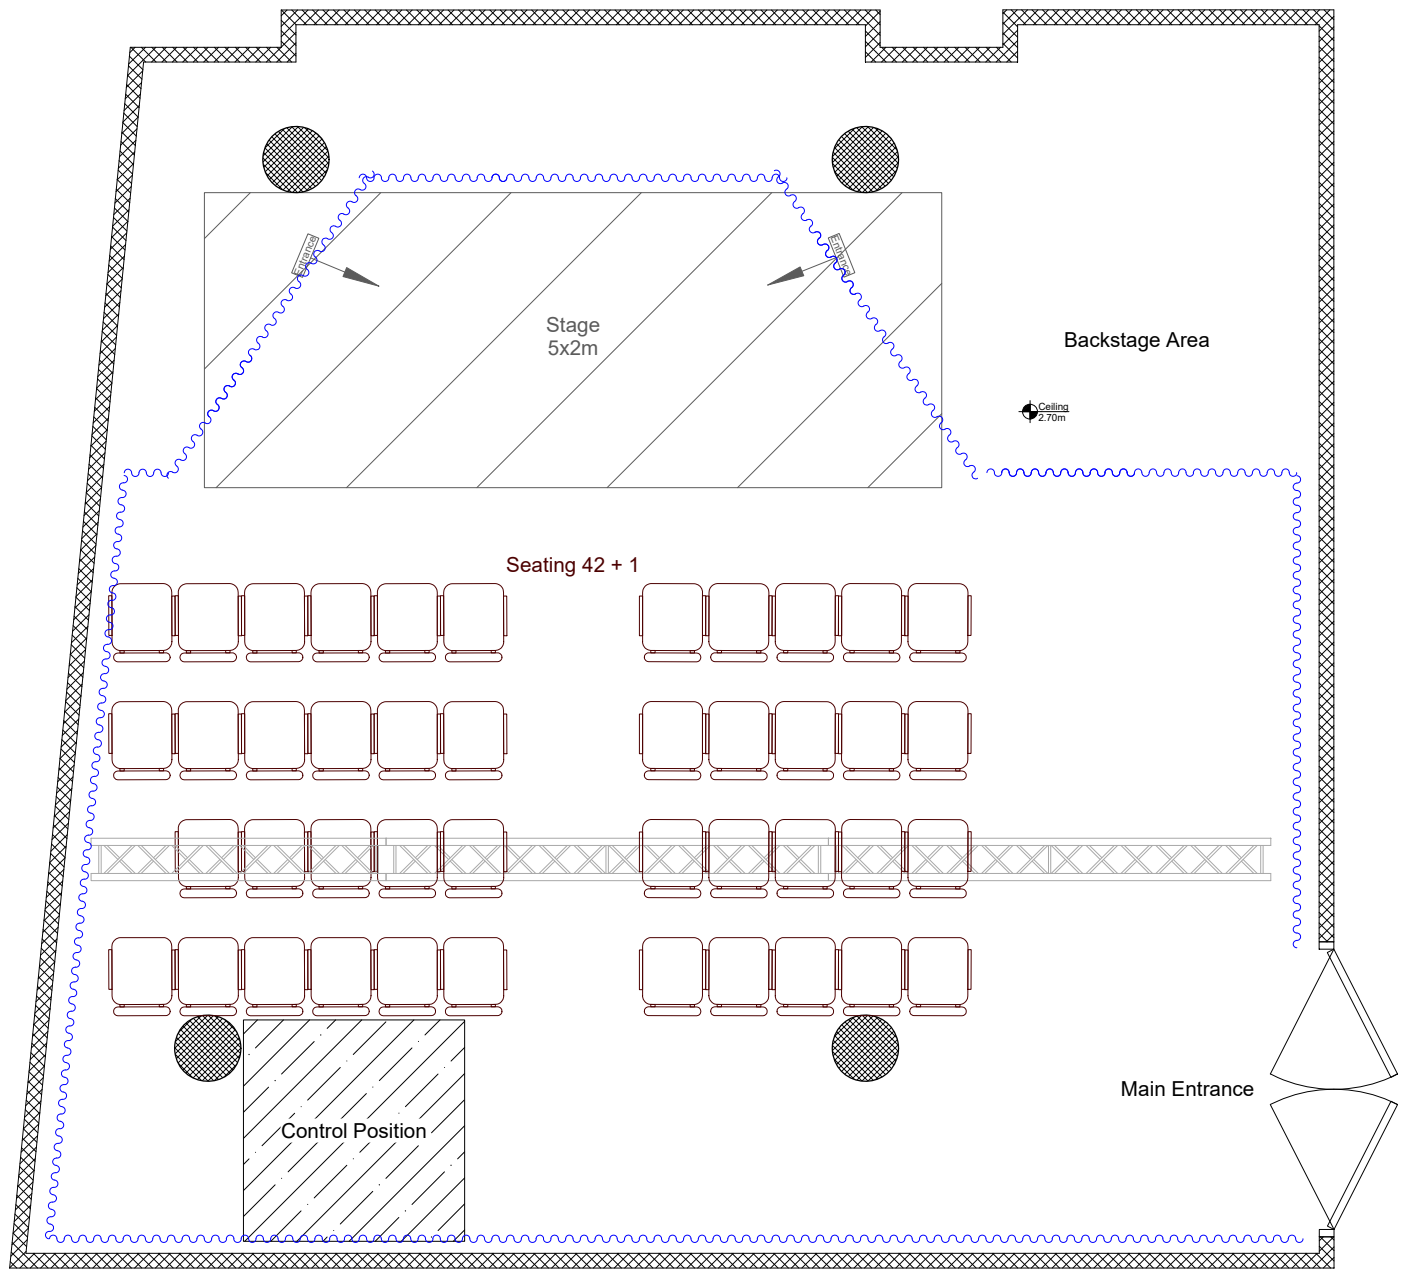 Entrance
Entrance
Stage
5x2m
Backstage Area
Ceiling
2.70m
Seating 42 + 1
Main Entrance
Control Position